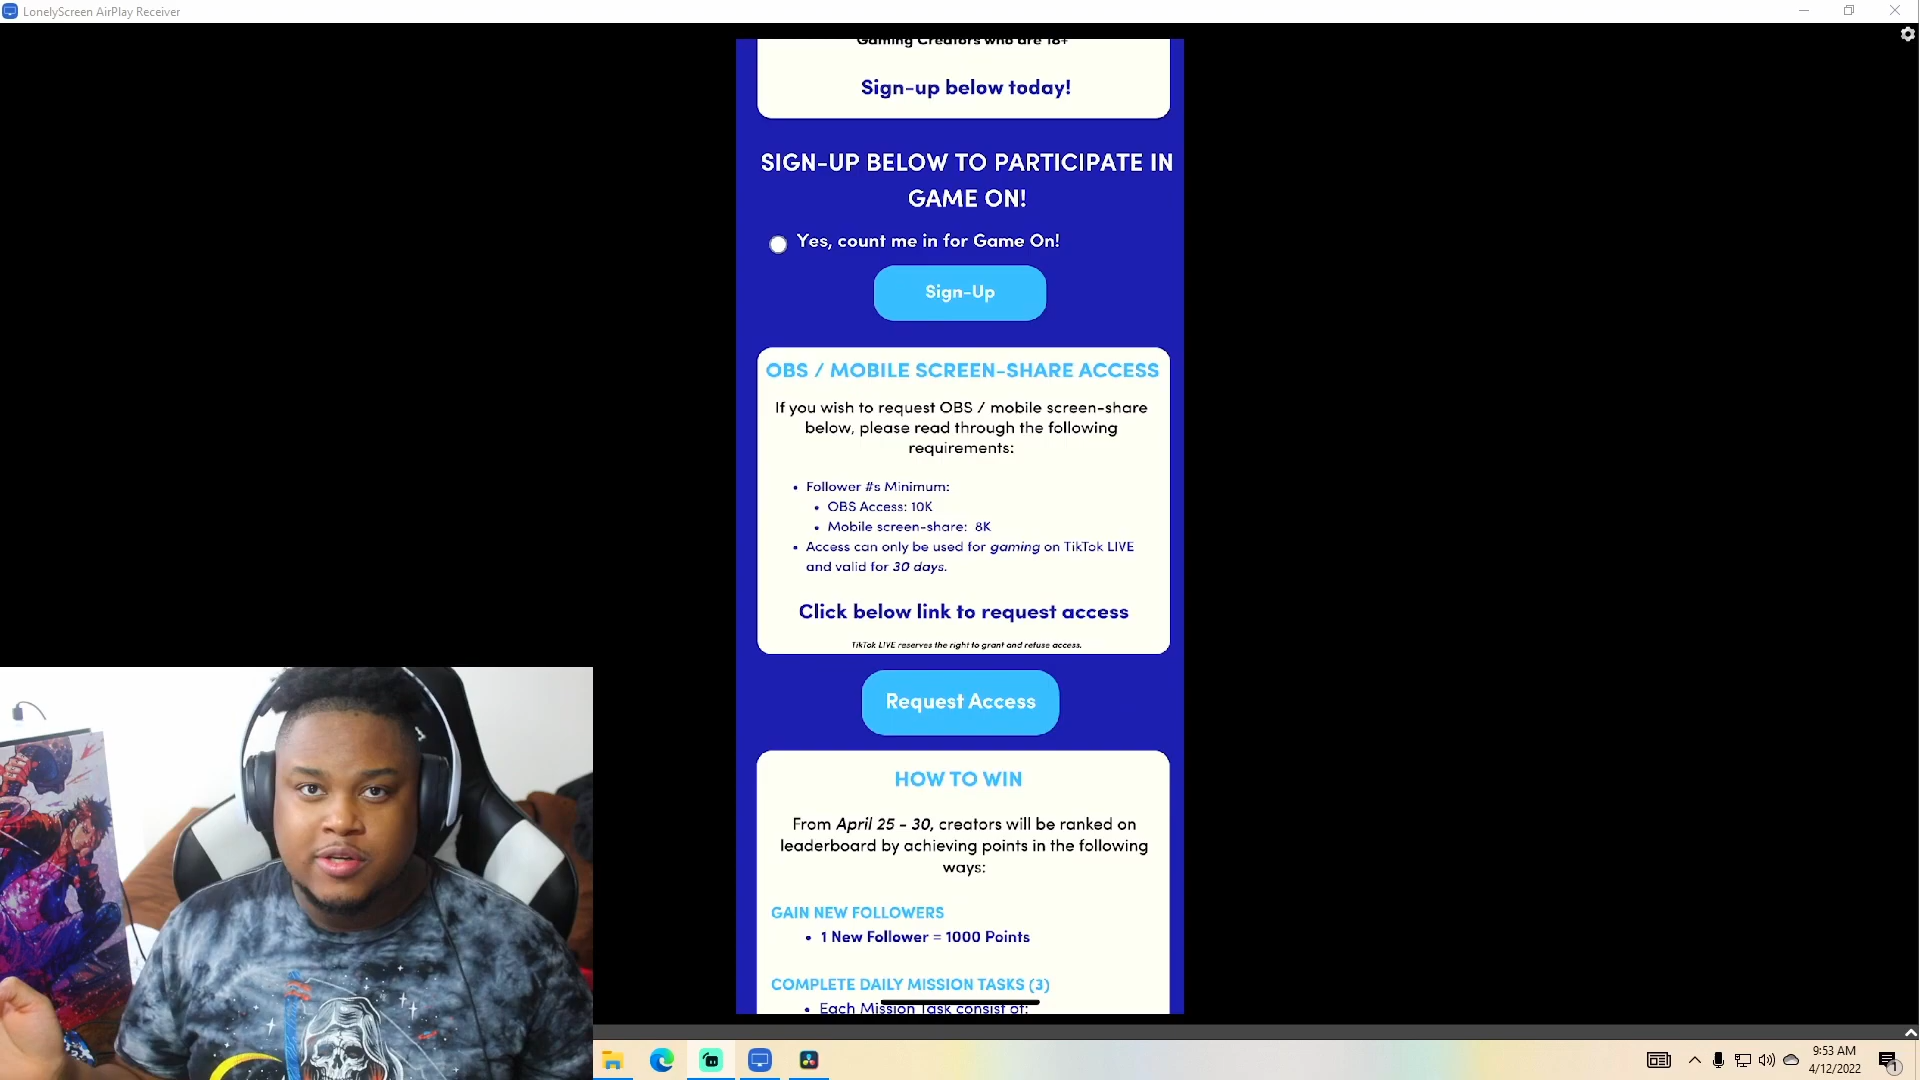 LonelyScreen AirPlay Receiver
Gaming Creators who are 18+
Sign-up below today!
SIGN-UP BELOW TO PARTICIPATE IN
GAME ON!
Yes, count me in for Game On!
Sign-Up
OBS / MOBILE SCREEN-SHARE ACCESS
If you wish to request OBS / mobile screen-share
below, please read through the following
requirements:
• Follower #s Minimum:
• OBS Access: 10K
• Mobile screen-share: 8K
• Access can only be used for gaming on TikTok LIVE
and valid for 30 days.
Click below link to request access
TikTok LIVE reserves the right to grant and refuse access.
Request Access
HOW TO WIN
From April 25 - 30, creators will be ranked on
leaderboard by achieving points in the following
ways:
GAIN NEW FOLLOWERS
• 1 New Follower = 1000 Points
COMPLETE DAILY MISSION TASKS (3)
• Each Mission Task consist of:
9:53 AM
4/12/2022
1